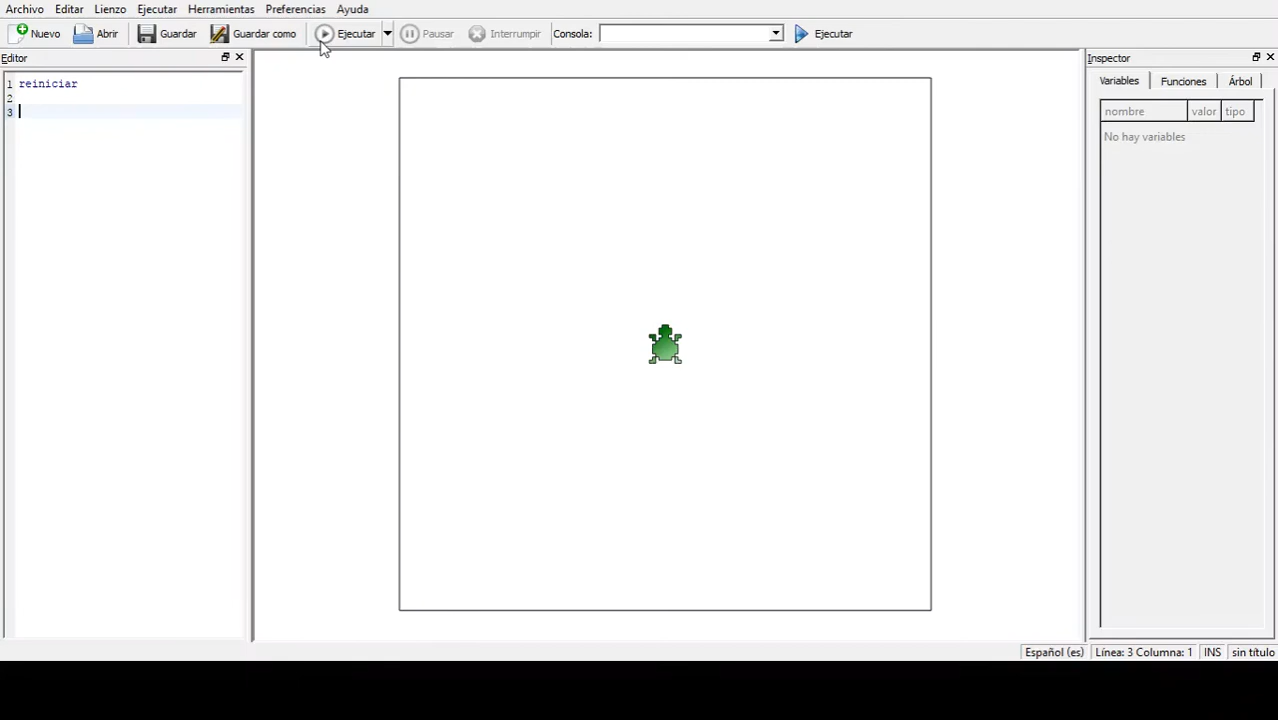 Archivo Editar Lienzo Ejecutar Herramientas Preferencias Ayuda
Nuevo Abrir Guardar Guardar como Ejecutar Pausar Interrumpir Consola: Ejecutar
Editor
Inspector
1 reiniciar
2
3
Variables Funciones Árbol
nombre valor tipo
No hay variables
Español (es) Línea: 3 Columna: 1 INS sin título